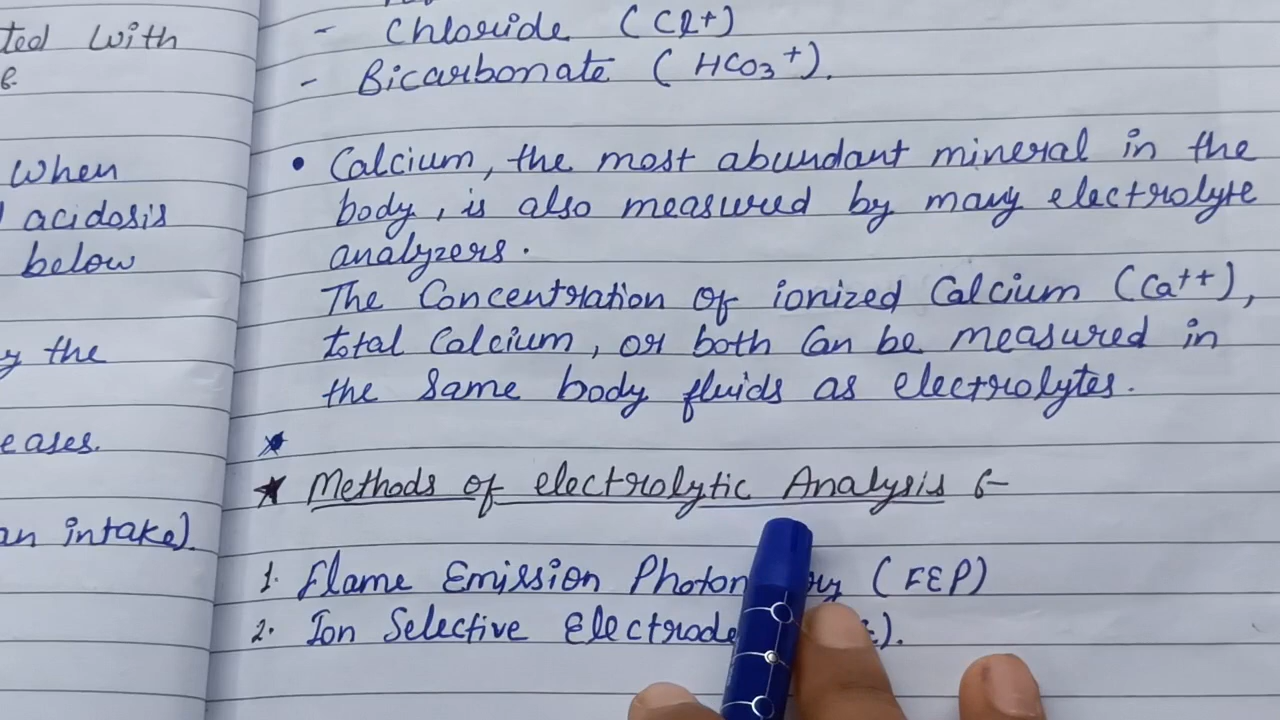 ted with
e.
When
acidosis
below
y the
eases.
an intake).
- Chloride (Cl+)
- Bicarbonate (HCO3+).
• Calcium, the most abundant mineral in the
body, is also measured by many electrolyte
analyzers.
The Concentration of ionized Calcium (Ca++),
total Calcium, or both Can be measured in
the Same body fluids as electrolytes.
* Methods of electrolytic Analysis :-
1. Flame Emission (FEP)
2. Ion Selective Electrode